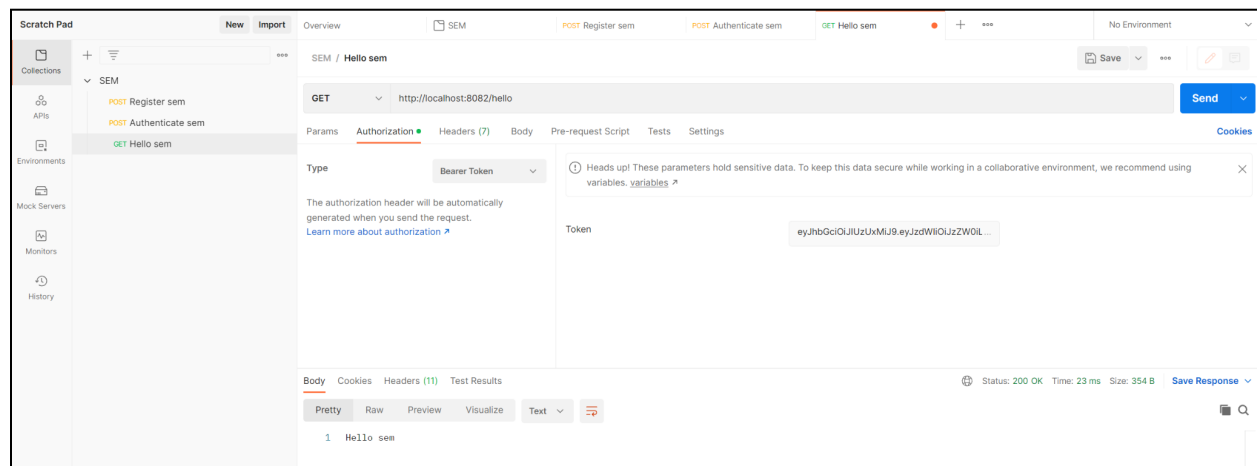 Scratch Pad New Import
Overview SEM POST Register sem POST Authenticate sem GET Hello sem + ooo No Environment
Collections
APIs
Environments
Mock Servers
Monitors
History
+ ooo
SEM
POST Register sem
POST Authenticate sem
GET Hello sem
SEM / Hello sem Save ooo
GET http://localhost:8082/hello Send
Params Authorization Headers (7) Body Pre-request Script Tests Settings Cookies
Type Bearer Token
The authorization header will be automatically
generated when you send the request.
Learn more about authorization ↗
Heads up! These parameters hold sensitive data. To keep this data secure while working in a collaborative environment, we recommend using
variables. variables ↗
Token eyJhbGciOiJIUzUxMiJ9.eyJzdWIiOiJzZW0iL...
Body Cookies Headers (11) Test Results Status: 200 OK Time: 23 ms Size: 354 B Save Response
Pretty Raw Preview Visualize Text
1 Hello sem